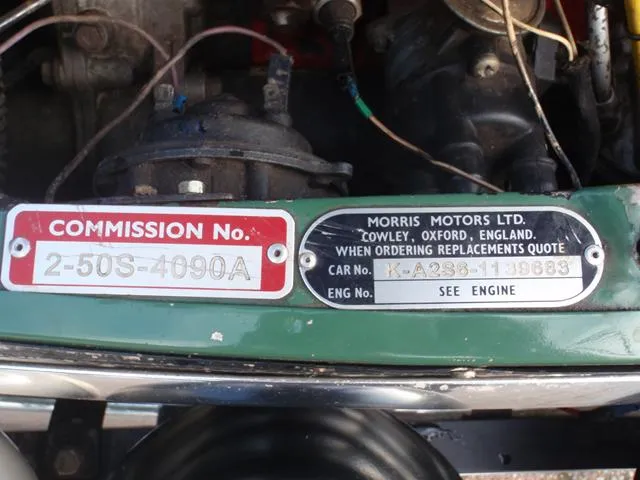 COMMISSION No.
2-50S-4090A
MORRIS MOTORS LTD.
COWLEY, OXFORD, ENGLAND.
WHEN ORDERING REPLACEMENTS QUOTE
CAR No. K-A2S6-1139683
ENG No. SEE ENGINE